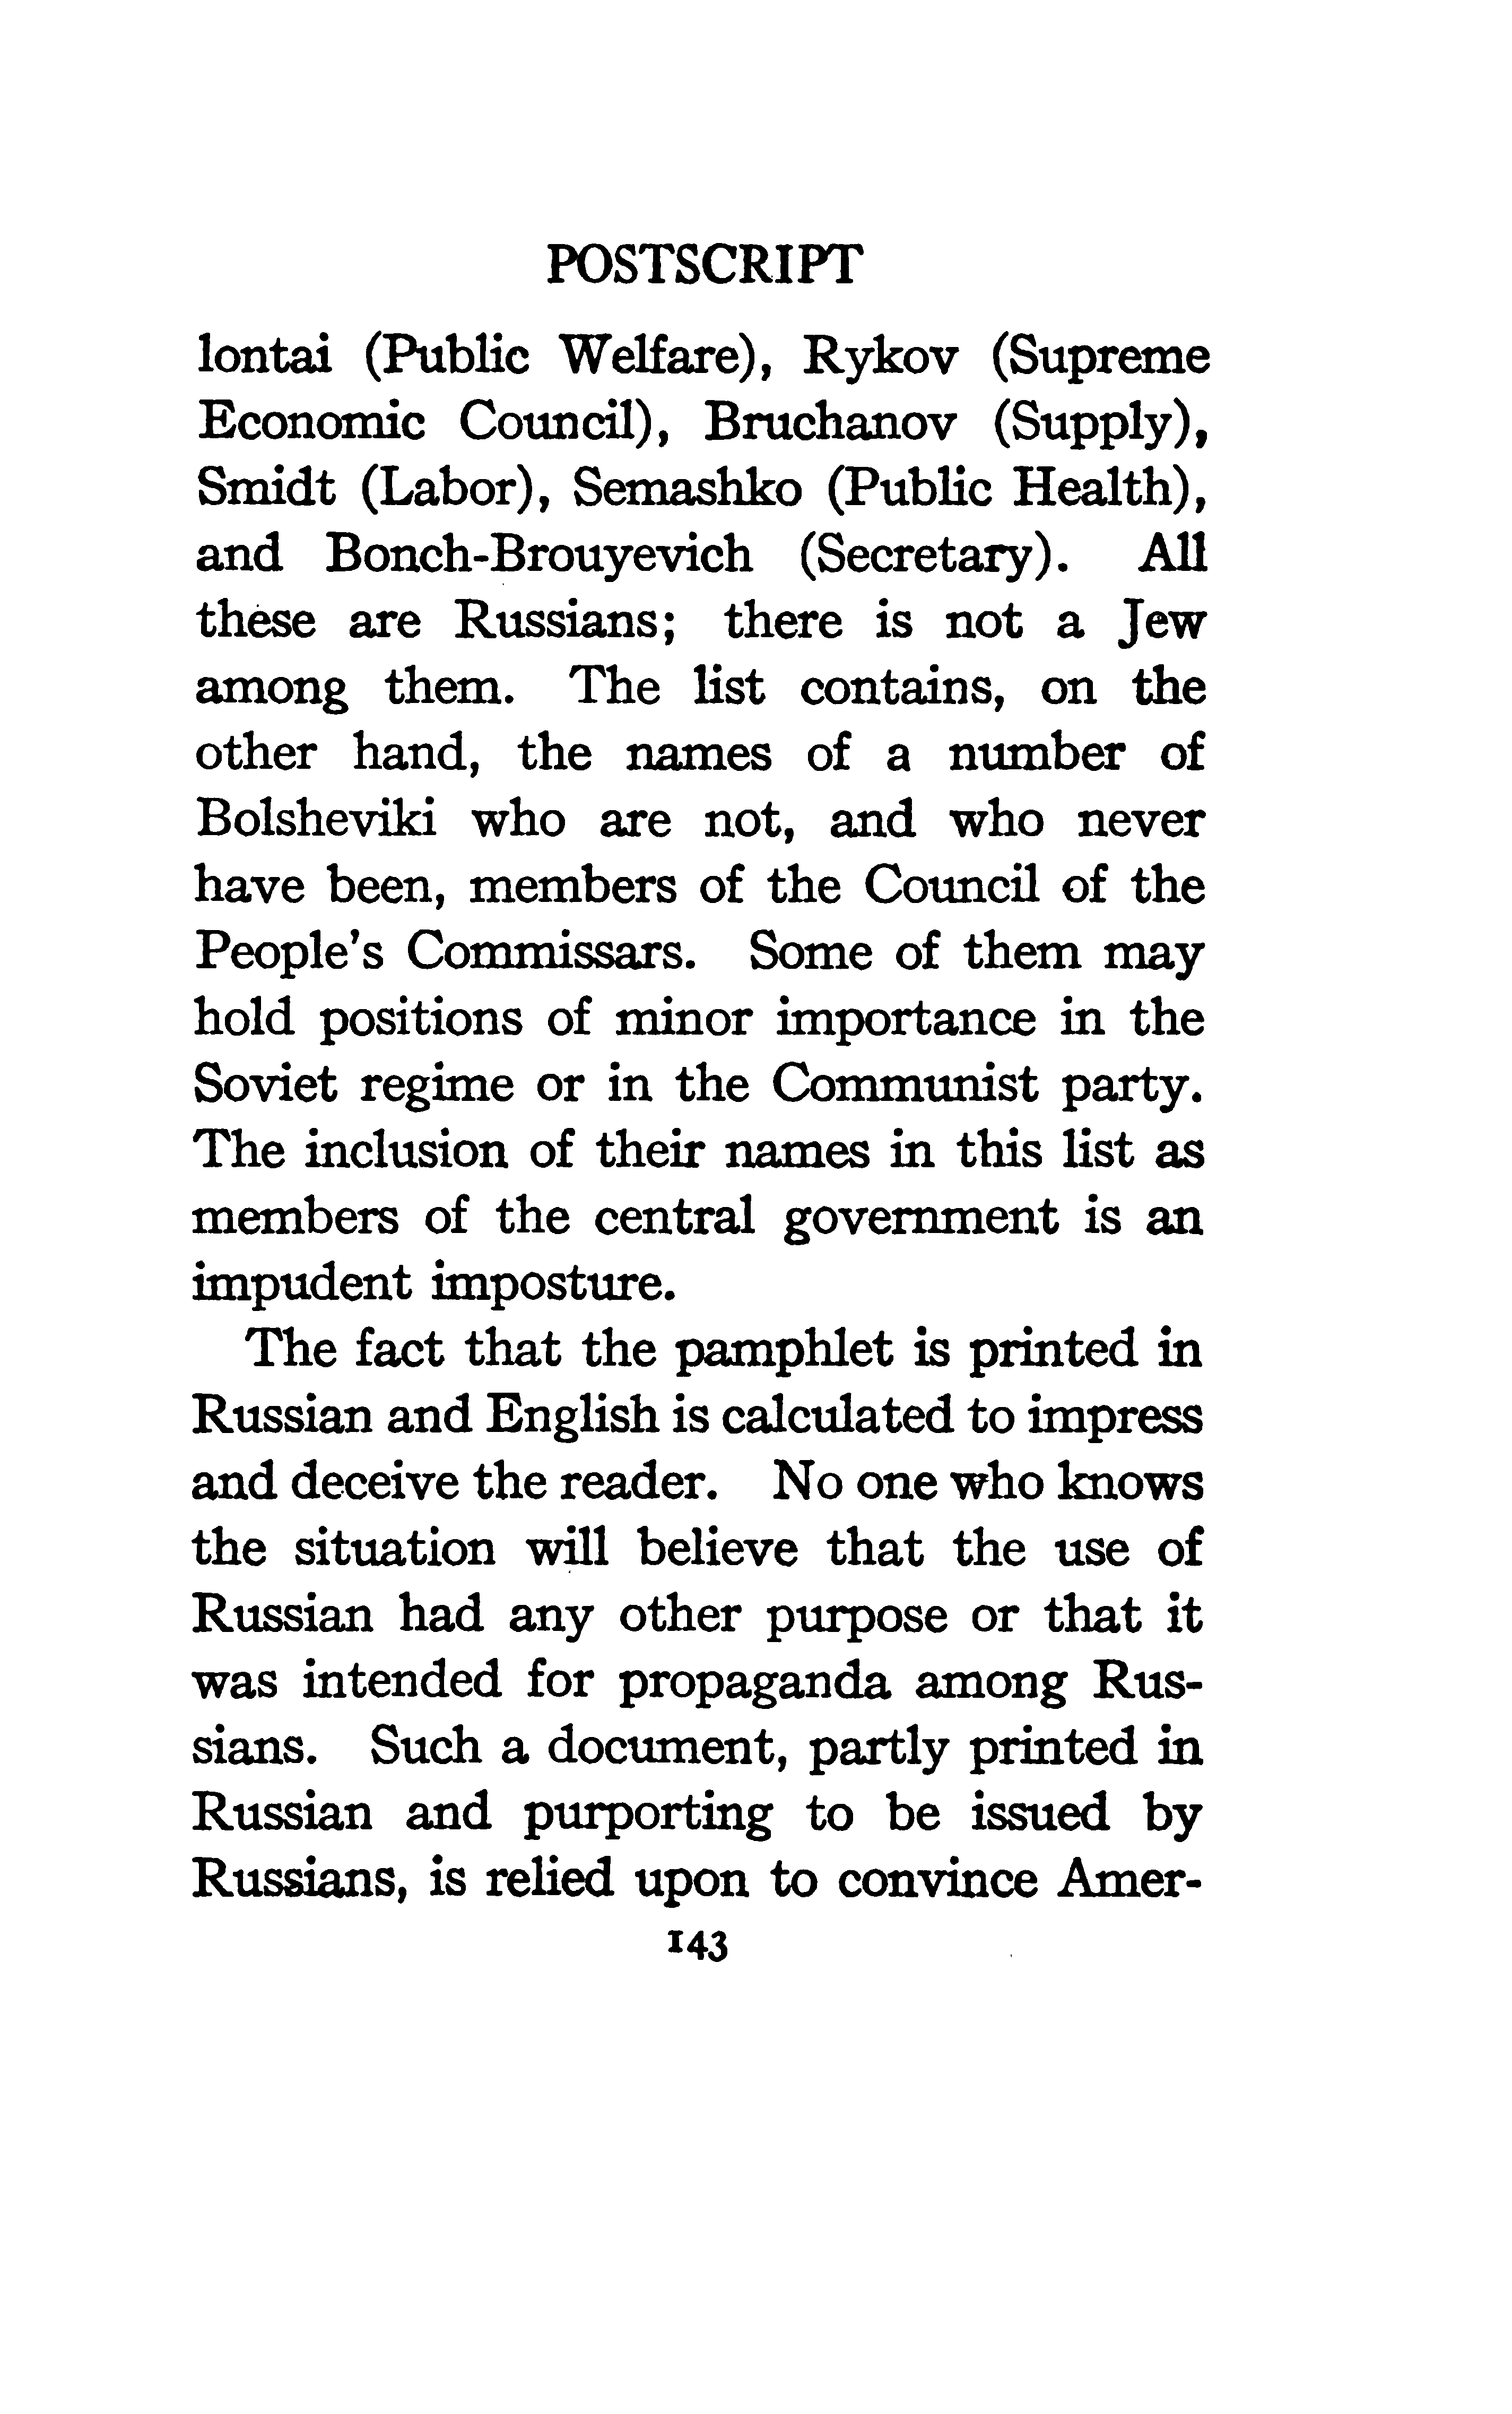 POSTSCRIPT
lontai (Public Welfare), Rykov (Supreme
Economic Council), Bruchanov (Supply),
Smidt (Labor), Semashko (Public Health),
and Bonch-Brouyevich (Secretary). All
these are Russians; there is not a Jew
among them. The list contains, on the
other hand, the names of a number of
Bolsheviki who are not, and who never
have been, members of the Council of the
People's Commissars. Some of them may
hold positions of minor importance in the
Soviet regime or in the Communist party.
The inclusion of their names in this list as
members of the central government is an
impudent imposture.
The fact that the pamphlet is printed in
Russian and English is calculated to impress
and deceive the reader. No one who knows
the situation will believe that the use of
Russian had any other purpose or that it
was intended for propaganda among Rus-
sians. Such a document, partly printed in
Russian and purporting to be issued by
Russians, is relied upon to convince Amer-
143